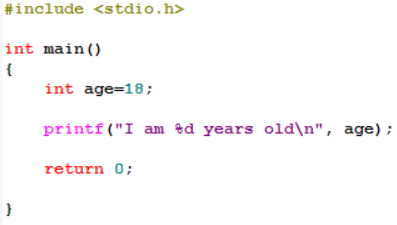 #include <stdio.h>
int main()
{
int age=18;
printf("I am %d years old\n", age);
return 0;
}